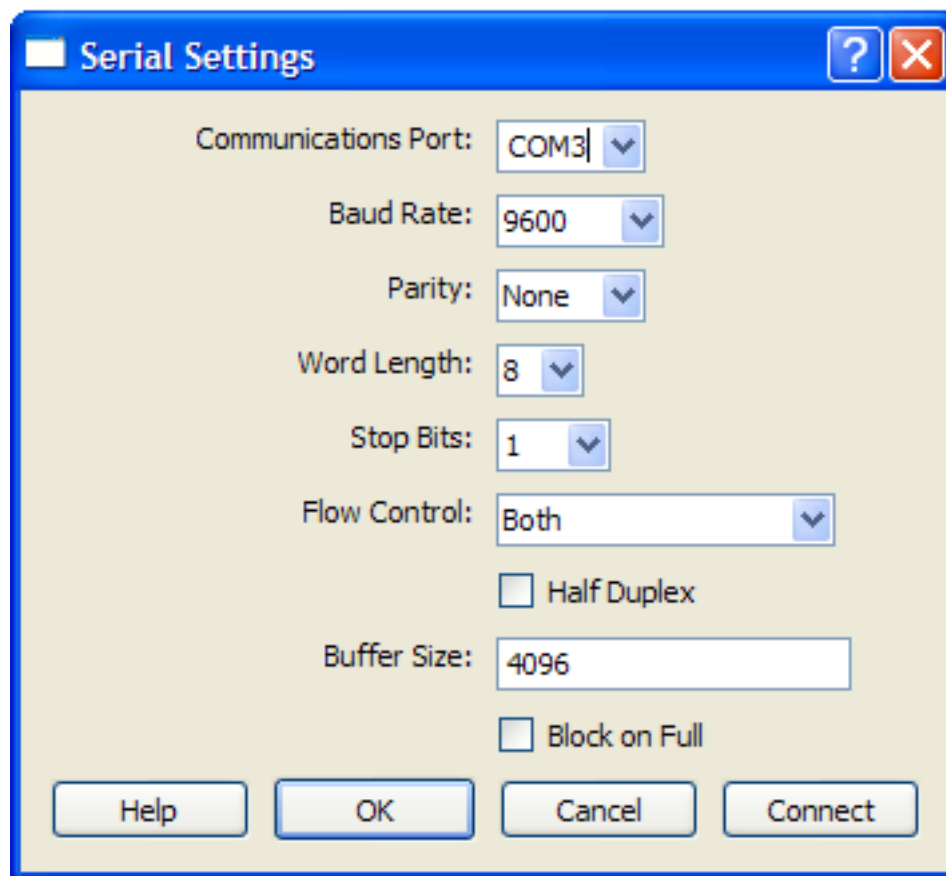 Serial Settings
Communications Port: COM3
Baud Rate: 9600
Parity: None
Word Length: 8
Stop Bits: 1
Flow Control: Both
Half Duplex
Buffer Size: 4096
Block on Full
Help OK Cancel Connect